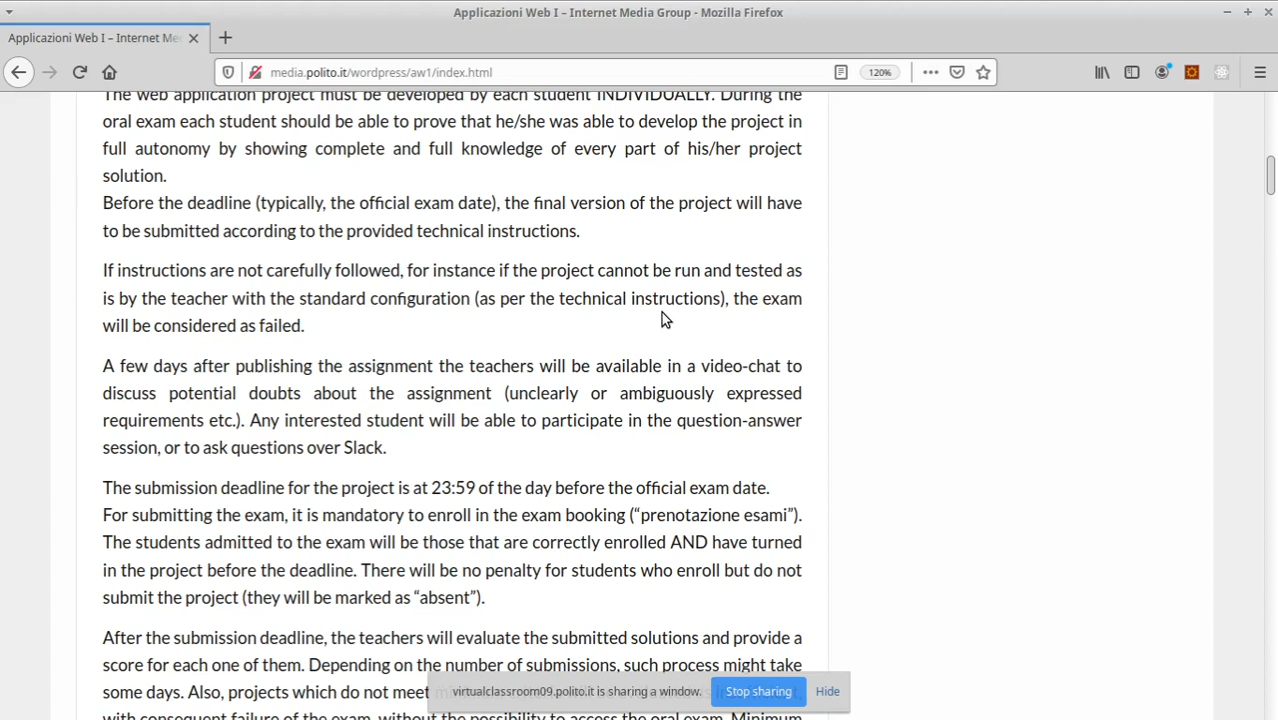 Applicazioni Web I – Internet Media Group - Mozilla Firefox
Applicazioni Web I – Internet Me
media.polito.it/wordpress/aw1/index.html
120%
The web application project must be developed by each student INDIVIDUALLY. During the
oral exam each student should be able to prove that he/she was able to develop the project in
full autonomy by showing complete and full knowledge of every part of his/her project
solution.
Before the deadline (typically, the official exam date), the final version of the project will have
to be submitted according to the provided technical instructions.
If instructions are not carefully followed, for instance if the project cannot be run and tested as
is by the teacher with the standard configuration (as per the technical instructions), the exam
will be considered as failed.
A few days after publishing the assignment the teachers will be available in a video-chat to
discuss potential doubts about the assignment (unclearly or ambiguously expressed
requirements etc.). Any interested student will be able to participate in the question-answer
session, or to ask questions over Slack.
The submission deadline for the project is at 23:59 of the day before the official exam date.
For submitting the exam, it is mandatory to enroll in the exam booking (“prenotazione esami”).
The students admitted to the exam will be those that are correctly enrolled AND have turned
in the project before the deadline. There will be no penalty for students who enroll but do not
submit the project (they will be marked as “absent”).
After the submission deadline, the teachers will evaluate the submitted solutions and provide a
score for each one of them. Depending on the number of submissions, such process might take
some days. Also, projects which do not meet
virtualclassroom09.polito.it is sharing a window.
Stop sharing
Hide
with consequent failure of the exam, without the possibility to access the oral exam. Minimum